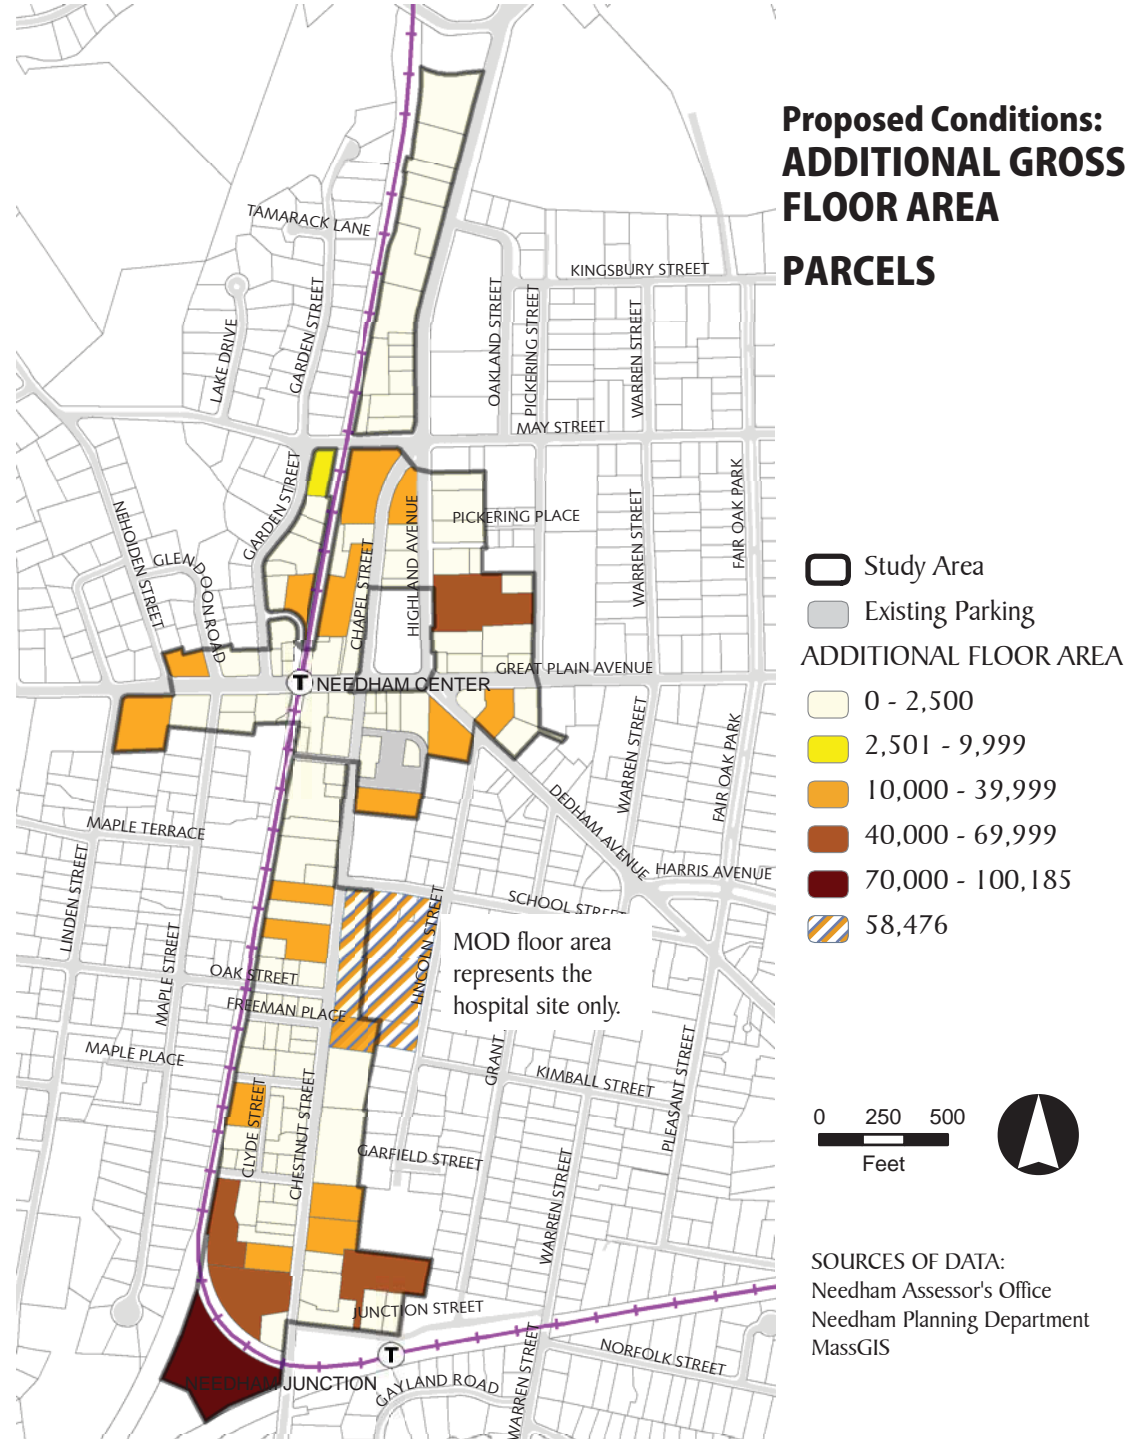 Proposed Conditions:
ADDITIONAL GROSS
FLOOR AREA
PARCELS
TAMARACK LANE
KINGSBURY STREET
LAKE DRIVE
GARDEN STREET
OAKLAND STREET
PICKERING STREET
WARREN STREET
MAY STREET
NEHOIDEN STREET
GARDEN STREET
GLENDOON ROAD
CHAPEL STREET
HIGHLAND AVENUE
PICKERING PLACE
WARREN STREET
FAIR OAK PARK
GREAT PLAIN AVENUE
T NEEDHAM CENTER
WARREN STREET
FAIR OAK PARK
DEDHAM AVENUE
MAPLE TERRACE
HARRIS AVENUE
LINDEN STREET
SCHOOL STREET
LINCOLN STREET
MAPLE STREET
OAK STREET
FREEMAN PLACE
MOD floor area
represents the
hospital site only.
MAPLE PLACE
GRANT
KIMBALL STREET
PLEASANT STREET
CLYDE STREET
CHESTNUT STREET
GARFIELD STREET
WARREN STREET
JUNCTION STREET
T
NEEDHAM JUNCTION
GAYLAND ROAD
WARREN STREET
NORFOLK STREET
Study Area
Existing Parking
ADDITIONAL FLOOR AREA
0 - 2,500
2,501 - 9,999
10,000 - 39,999
40,000 - 69,999
70,000 - 100,185
58,476
0 250 500
Feet
SOURCES OF DATA:
Needham Assessor's Office
Needham Planning Department
MassGIS